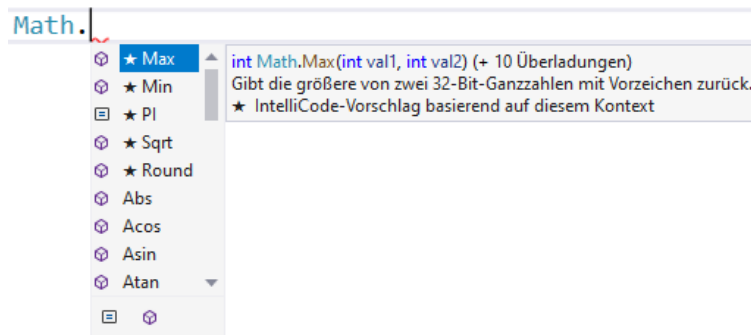 Math.
★ Max
★ Min
★ PI
★ Sqrt
★ Round
Abs
Acos
Asin
Atan
int Math.Max(int val1, int val2) (+ 10 Überladungen)
Gibt die größere von zwei 32-Bit-Ganzzahlen mit Vorzeichen zurück.
★ IntelliCode-Vorschlag basierend auf diesem Kontext